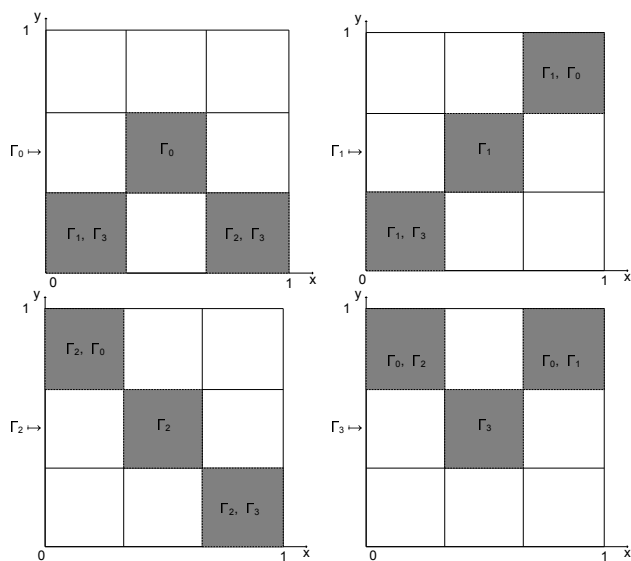 y
1
Γ₀ ↦
Γ₀
Γ₁, Γ₃
Γ₂, Γ₃
0
1
x
y
1
Γ₁, Γ₀
Γ₁ ↦
Γ₁
Γ₁, Γ₃
0
1
x
y
1
Γ₂, Γ₀
Γ₂ ↦
Γ₂
Γ₂, Γ₃
0
1
x
y
1
Γ₀, Γ₂
Γ₀, Γ₁
Γ₃ ↦
Γ₃
0
1
x